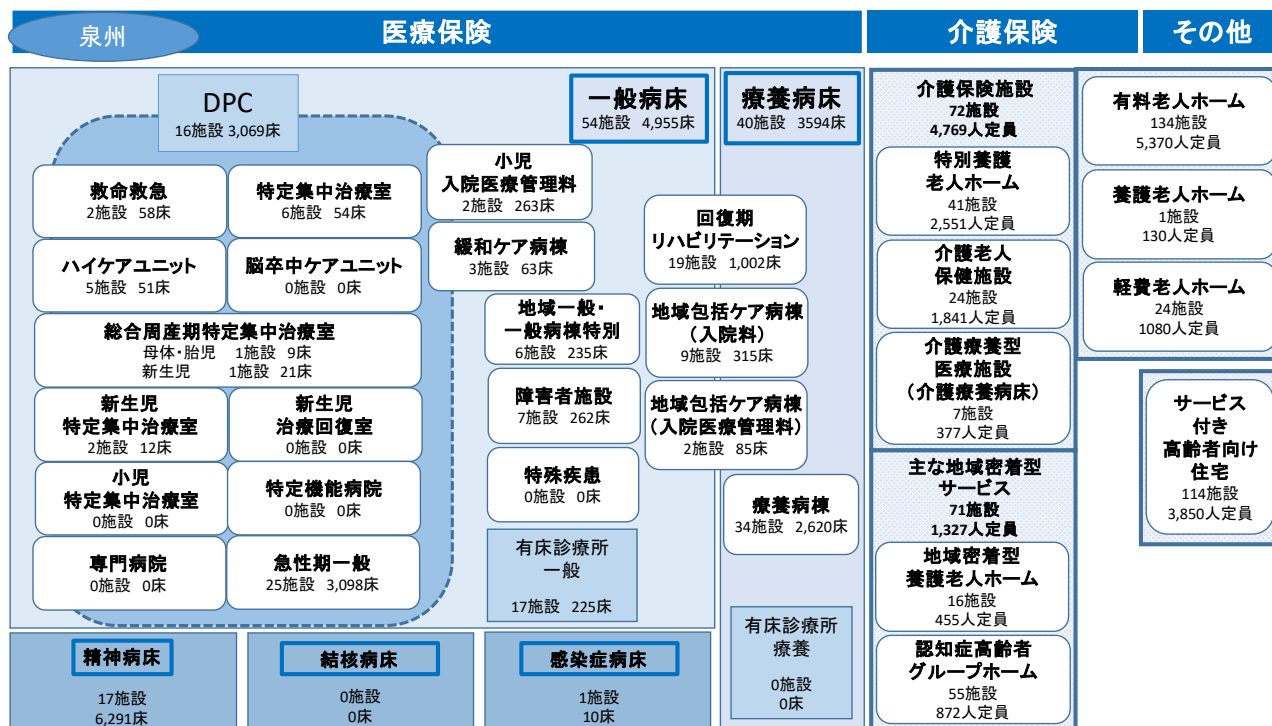 泉州
医療保険
介護保険
その他
DPC
16施設 3,069床
一般病床
54施設 4,955床
療養病床
40施設 3594床
救命救急
2施設 58床
特定集中治療室
6施設 54床
小児
入院医療管理料
2施設 263床
ハイケアユニット
5施設 51床
脳卒中ケアユニット
0施設 0床
緩和ケア病棟
3施設 63床
回復期
リハビリテーション
19施設 1,002床
総合周産期特定集中治療室
母体・胎児 1施設 9床
新生児 1施設 21床
地域一般・
一般病棟特別
6施設 235床
地域包括ケア病棟
(入院料)
9施設 315床
新生児
特定集中治療室
2施設 12床
新生児
治療回復室
0施設 0床
障害者施設
7施設 262床
地域包括ケア病棟
(入院医療管理料)
2施設 85床
小児
特定集中治療室
0施設 0床
特定機能病院
0施設 0床
特殊疾患
0施設 0床
療養病棟
34施設 2,620床
専門病院
0施設 0床
急性期一般
25施設 3,098床
有床診療所
一般
17施設 225床
有床診療所
療養
0施設
0床
精神病床
17施設
6,291床
結核病床
0施設
0床
感染症病床
1施設
10床
介護保険施設
72施設
4,769人定員
特別養護
老人ホーム
41施設
2,551人定員
介護老人
保健施設
24施設
1,841人定員
介護療養型
医療施設
(介護療養病床)
7施設
377人定員
主な地域密着型
サービス
71施設
1,327人定員
地域密着型
養護老人ホーム
16施設
455人定員
認知症高齢者
グループホーム
55施設
872人定員
有料老人ホーム
134施設
5,370人定員
養護老人ホーム
1施設
130人定員
軽費老人ホーム
24施設
1080人定員
サービス
付き
高齢者向け
住宅
114施設
3,850人定員